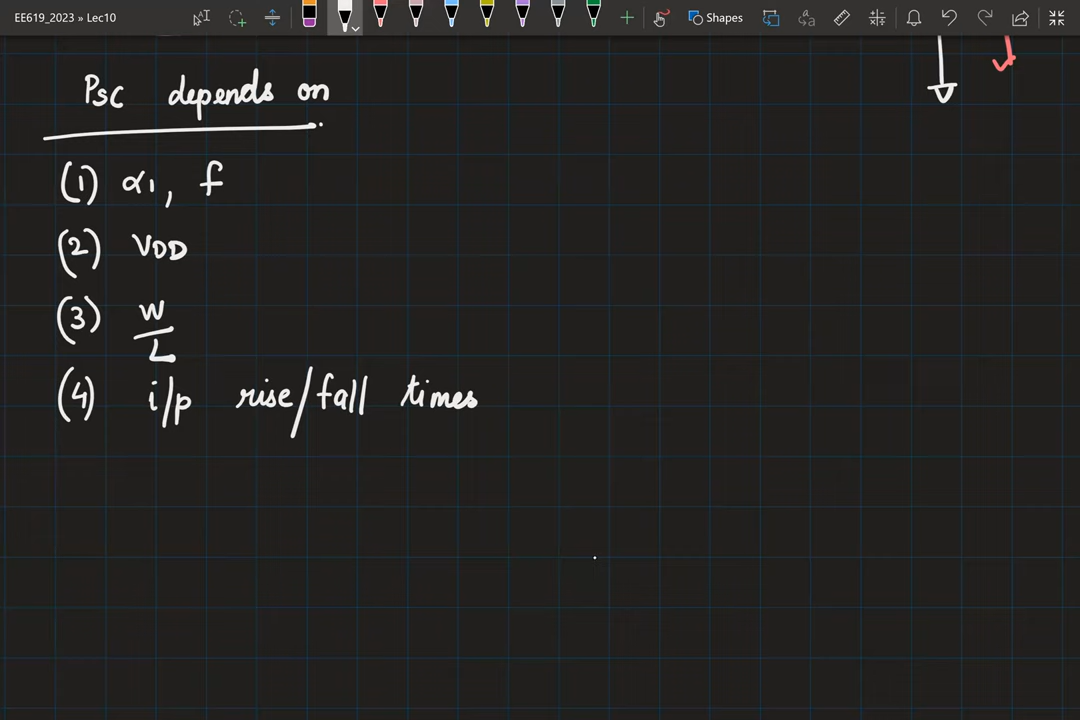 EE619_2023 » Lec10
Shapes
Psc depends on
(1) α1, f
(2) VDD
(3) W
L
(4) i/p rise/fall times